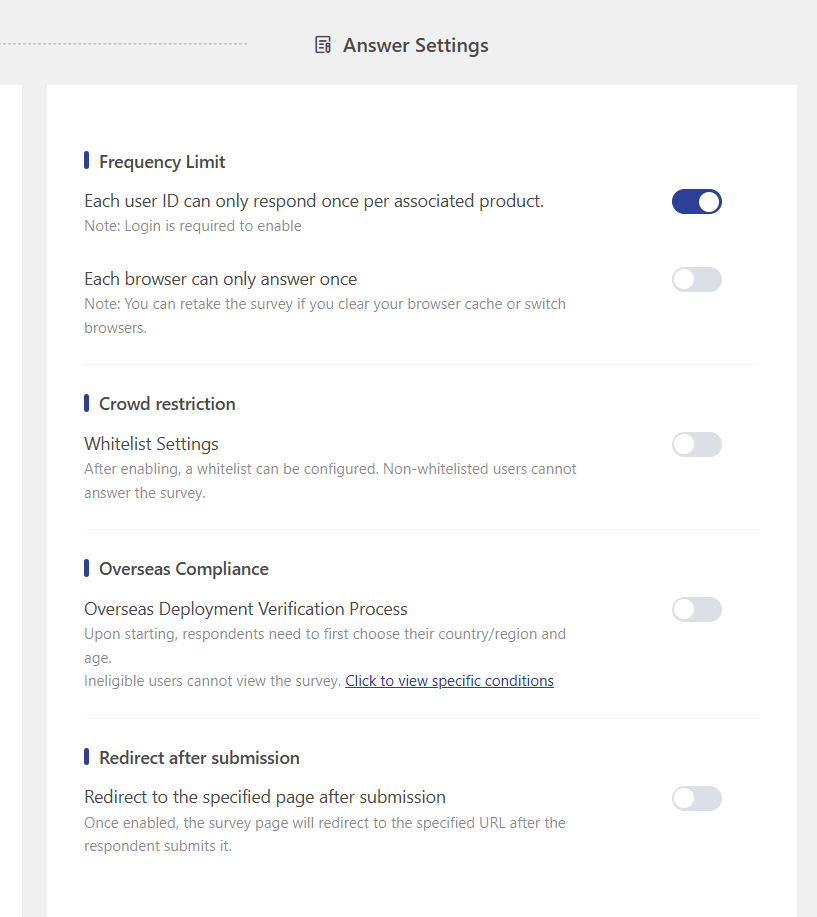 Answer Settings
Frequency Limit
Each user ID can only respond once per associated product.
Note: Login is required to enable
Each browser can only answer once
Note: You can retake the survey if you clear your browser cache or switch
browsers.
Crowd restriction
Whitelist Settings
After enabling, a whitelist can be configured. Non-whitelisted users cannot
answer the survey.
Overseas Compliance
Overseas Deployment Verification Process
Upon starting, respondents need to first choose their country/region and
age.
Ineligible users cannot view the survey. Click to view specific conditions
Redirect after submission
Redirect to the specified page after submission
Once enabled, the survey page will redirect to the specified URL after the
respondent submits it.